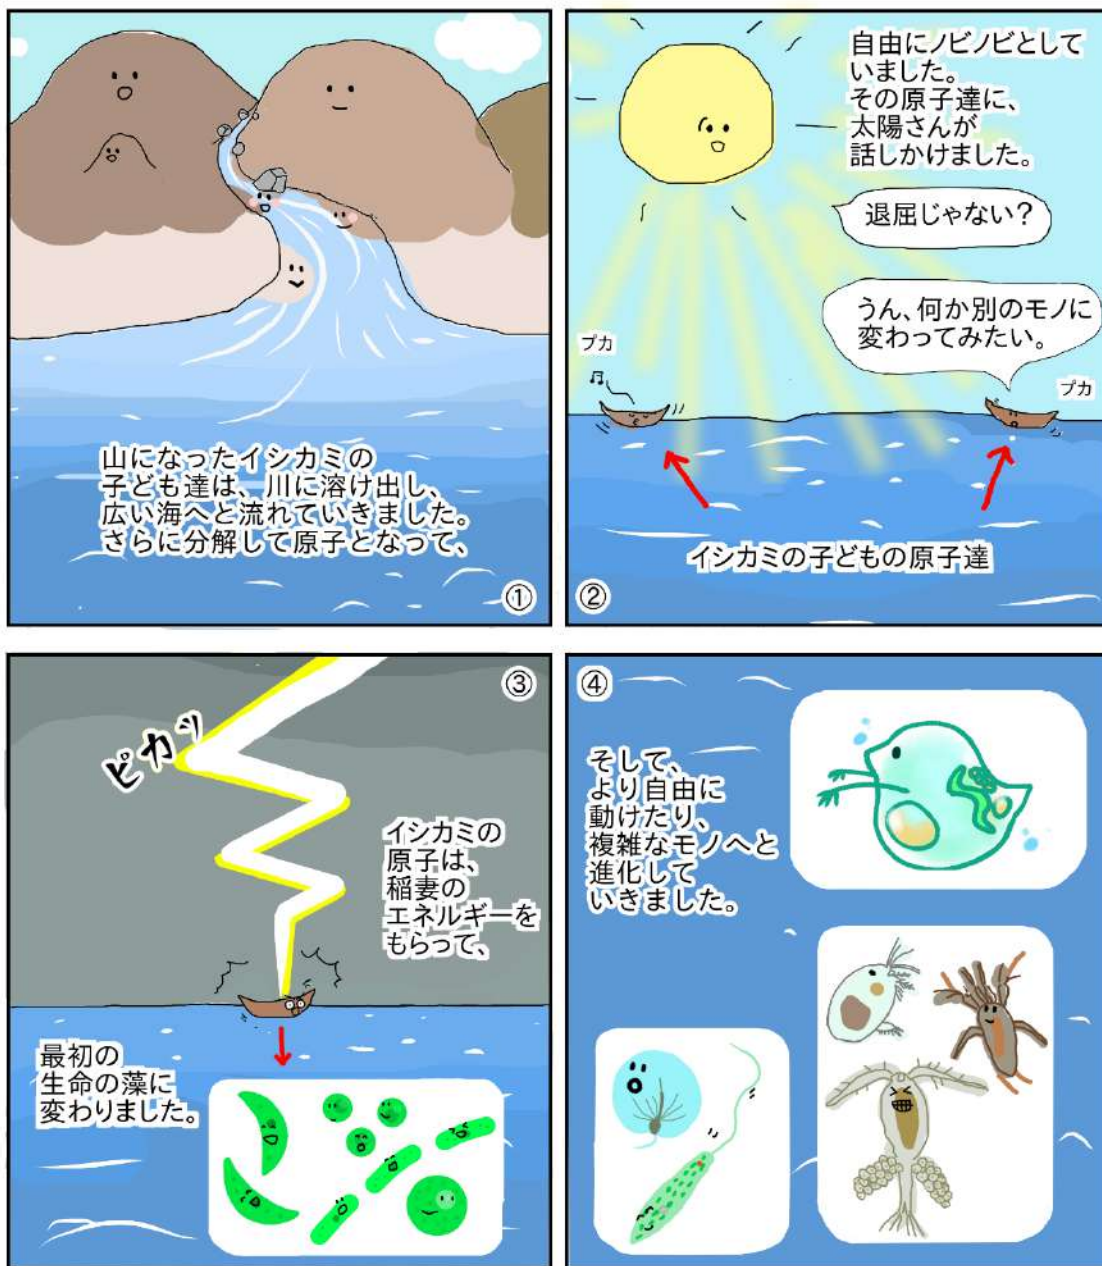 山になったイシカミの
子ども達は、川に溶け出し、
広い海へと流れていきました。
さらに分解して原子となって、
①
自由にノビノビとして
いました。
その原子達に、
太陽さんが
話しかけました。
退屈じゃない?
うん、何か別のモノに
変わってみたい。
プカ
プカ
イシカミの子どもの原子達
②
③
ピカッ
イシカミの
原子は、
稲妻の
エネルギーを
もらって、
最初の
生命の藻に
変わりました。
④
そして、
より自由に
動けたり、
複雑なモノへと
進化して
いきました。